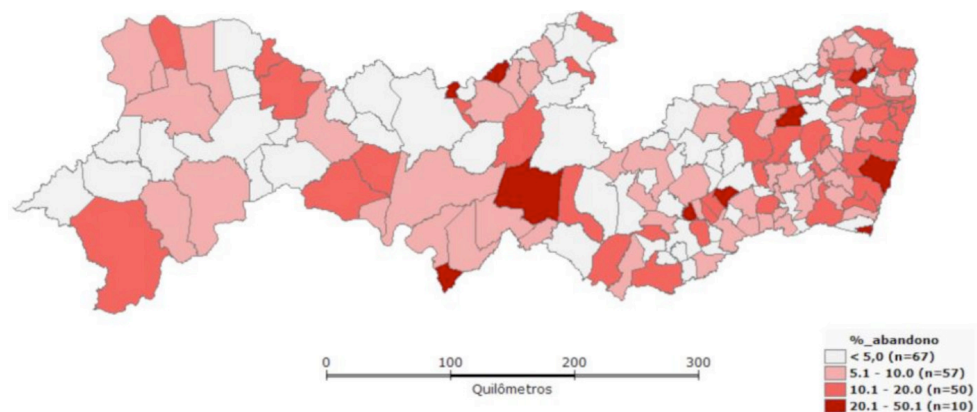 0 100 200 300
Quilômetros
%_abandono
< 5,0 (n=67)
5.1 - 10.0 (n=57)
10.1 - 20.0 (n=50)
20.1 - 50.1 (n=10)